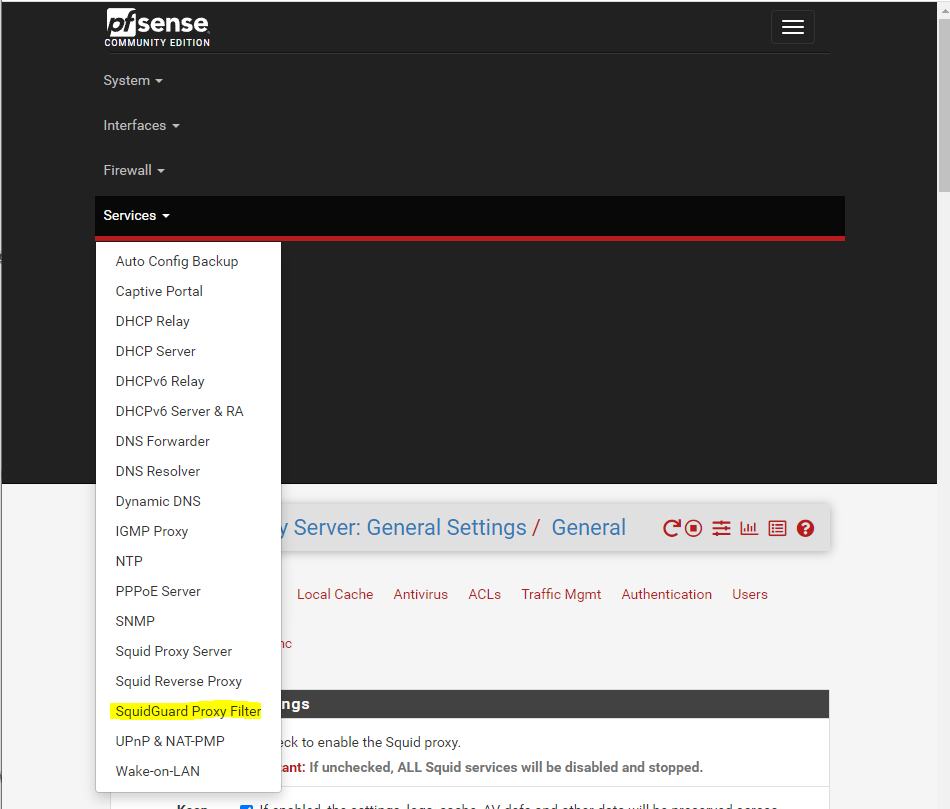 pfsense
COMMUNITY EDITION
System
Interfaces
Firewall
Services
Auto Config Backup
Captive Portal
DHCP Relay
DHCP Server
DHCPv6 Relay
DHCPv6 Server & RA
DNS Forwarder
DNS Resolver
Dynamic DNS
IGMP Proxy
NTP
PPPoE Server
SNMP
Squid Proxy Server
Squid Reverse Proxy
SquidGuard Proxy Filter
UPnP & NAT-PMP
Wake-on-LAN
y Server: General Settings / General
Local Cache Antivirus ACLs Traffic Mgmt Authentication Users
nc
ngs
eck to enable the Squid proxy.
ant: If unchecked, ALL Squid services will be disabled and stopped.
Keep If enabled, the settings, logs, cache, AV defs and other data will be preserved across